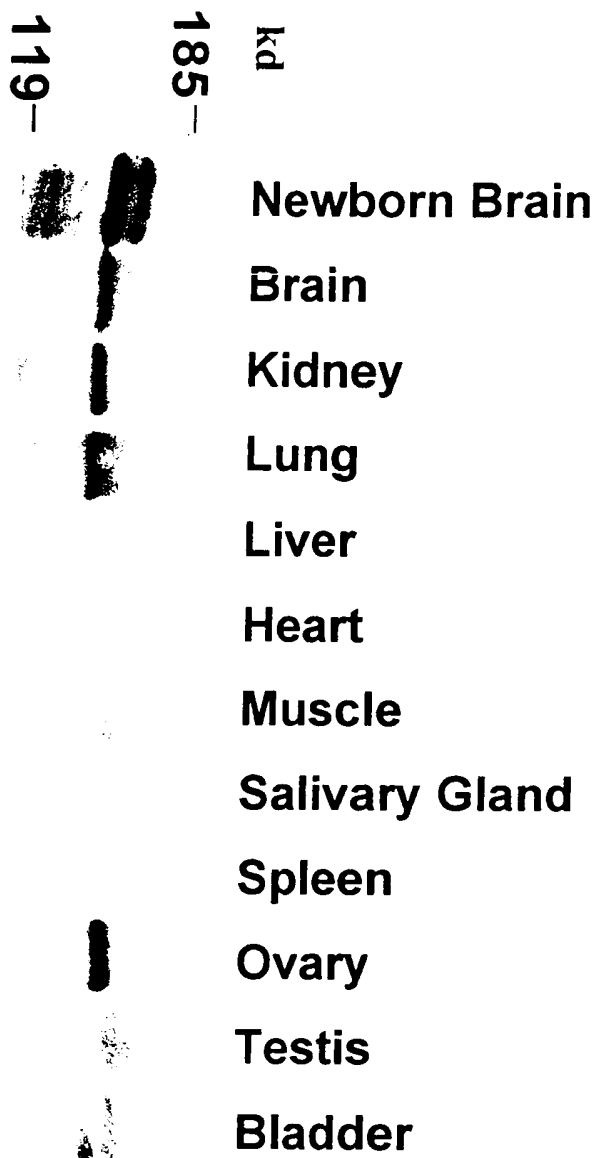 kd
185–
119–
Newborn Brain
Brain
Kidney
Lung
Liver
Heart
Muscle
Salivary Gland
Spleen
Ovary
Testis
Bladder